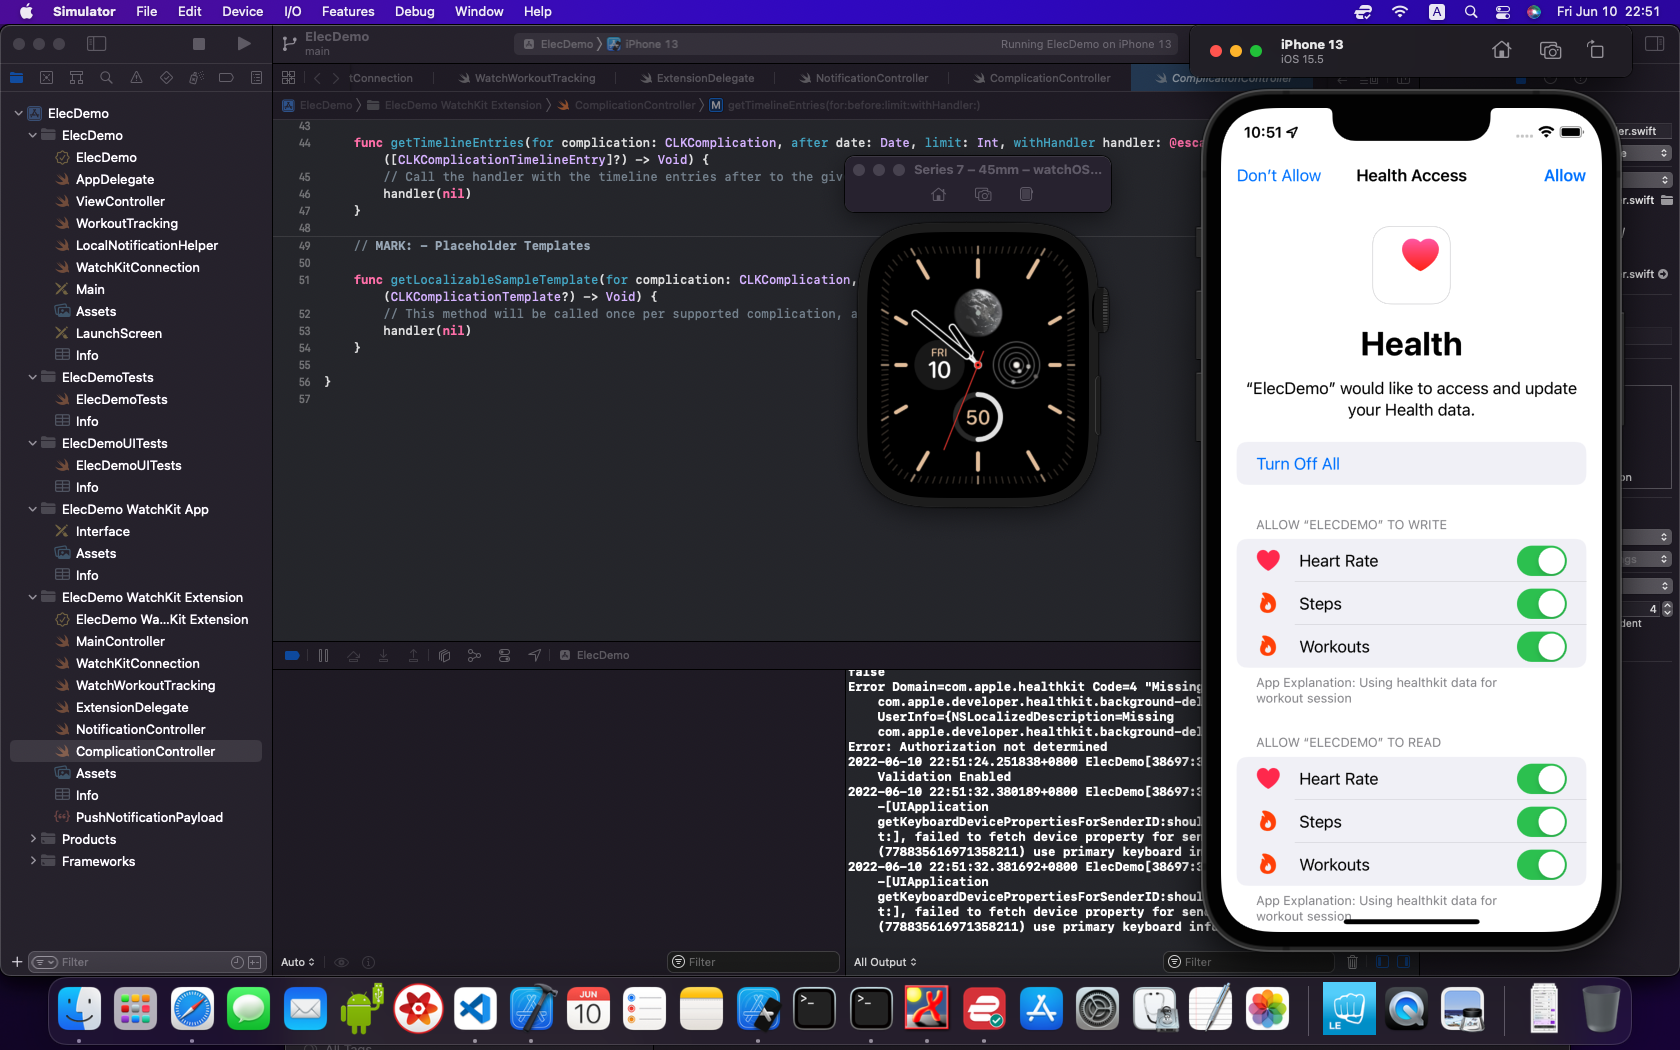 Simulator File Edit Device I/O Features Debug Window Help
A Fri Jun 10 22:51
ElecDemo
main
ElecDemo iPhone 13
Running ElecDemo on iPhone 13
iPhone 13
iOS 15.5
tConnection WatchWorkoutTracking ExtensionDelegate NotificationController ComplicationController ComplicationController
ElecDemo ElecDemo WatchKit Extension ComplicationController M getTimelineEntries(for:before:limit:withHandler:)
ElecDemo
ElecDemo
ElecDemo
AppDelegate
ViewController
WorkoutTracking
LocalNotificationHelper
WatchKitConnection
Main
Assets
LaunchScreen
Info
ElecDemoTests
ElecDemoTests
Info
ElecDemoUITests
ElecDemoUITests
Info
ElecDemo WatchKit App
Interface
Assets
Info
ElecDemo WatchKit Extension
ElecDemo Wa...Kit Extension
MainController
WatchKitConnection
WatchWorkoutTracking
ExtensionDelegate
NotificationController
ComplicationController
Assets
Info
PushNotificationPayload
Products
Frameworks
Filter
43
44 func getTimelineEntries(for complication: CLKComplication, after date: Date, limit: Int, withHandler handler: @esca
([CLKComplicationTimelineEntry]?) -> Void) {
45 // Call the handler with the timeline entries after to the giv
46 handler(nil)
47 }
48
49 // MARK: - Placeholder Templates
50
51 func getLocalizableSampleTemplate(for complication: CLKComplication,
(CLKComplicationTemplate?) -> Void) {
52 // This method will be called once per supported complication, a
53 handler(nil)
54 }
55
56 }
57
Series 7 – 45mm – watchOS...
FRI
10
50
ElecDemo
false
Error Domain=com.apple.healthkit Code=4 "Missing
com.apple.developer.healthkit.background-del
UserInfo={NSLocalizedDescription=Missing
com.apple.developer.healthkit.background-del
Error: Authorization not determined
2022-06-10 22:51:24.251838+0800 ElecDemo[38697:3
Validation Enabled
2022-06-10 22:51:32.380189+0800 ElecDemo[38697:3
-[UIApplication
getKeyboardDevicePropertiesForSenderID:shoul
t:], failed to fetch device property for sen
(778835616971358211) use primary keyboard in
2022-06-10 22:51:32.381692+0800 ElecDemo[38697:3
-[UIApplication
getKeyboardDevicePropertiesForSenderID:shoul
t:], failed to fetch device property for sen
(778835616971358211) use primary keyboard inf
Auto
Filter
All Output
Filter
10:51
Don't Allow Health Access Allow
Health
“ElecDemo” would like to access and update
your Health data.
Turn Off All
ALLOW “ELECDEMO” TO WRITE
Heart Rate
Steps
Workouts
App Explanation: Using healthkit data for
workout session
ALLOW “ELECDEMO” TO READ
Heart Rate
Steps
Workouts
App Explanation: Using healthkit data for
workout session
er.swift
r.swift
r.swift
on
4
dent
JUN
10
LE
All Tags